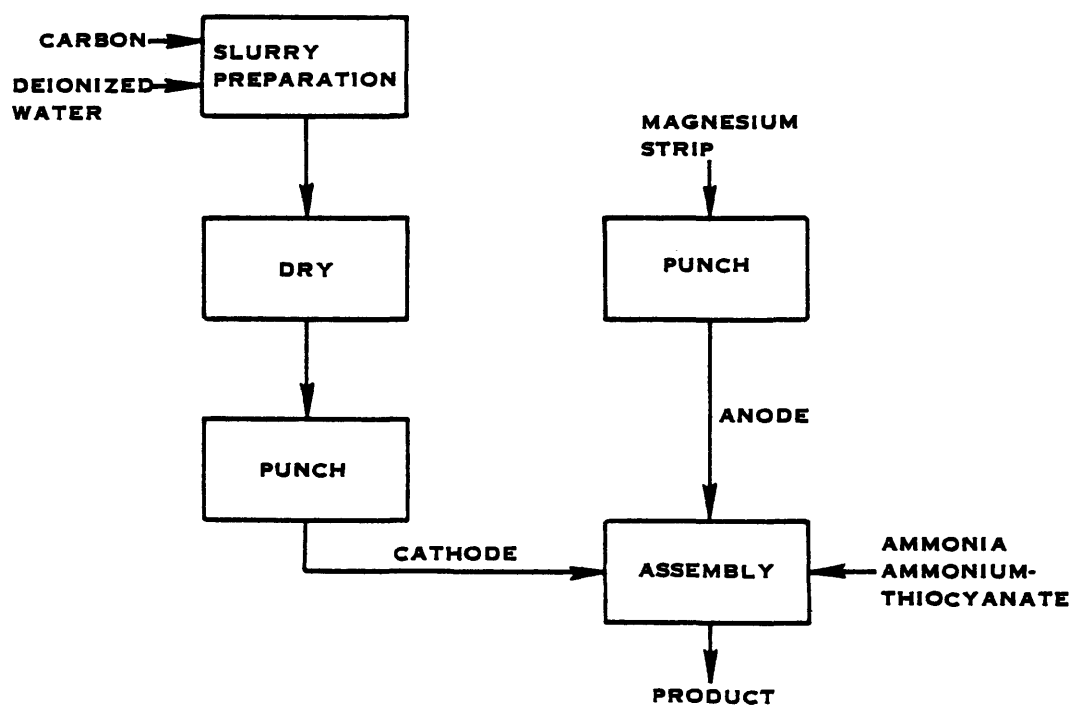 CARBON
DEIONIZED
WATER
SLURRY
PREPARATION
MAGNESIUM
STRIP
DRY
PUNCH
PUNCH
ANODE
CATHODE
ASSEMBLY
AMMONIA
AMMONIUM-
THIOCYANATE
PRODUCT